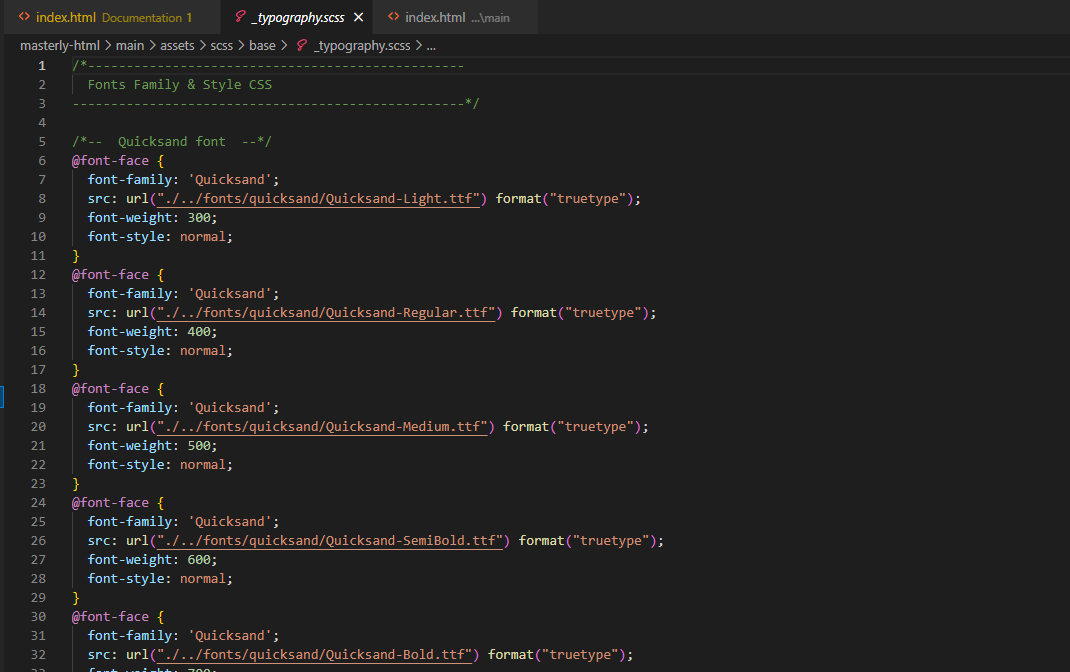 index.html Documentation 1 _typography.scss index.html ...\main
masterly-html > main > assets > scss > base > _typography.scss > ...
1 /*-------------------------------------------------
2 Fonts Family & Style CSS
3 ---------------------------------------------------*/
4
5 /*-- Quicksand font --*/
6 @font-face {
7 font-family: 'Quicksand';
8 src: url("./../fonts/quicksand/Quicksand-Light.ttf") format("truetype");
9 font-weight: 300;
10 font-style: normal;
11 }
12 @font-face {
13 font-family: 'Quicksand';
14 src: url("./../fonts/quicksand/Quicksand-Regular.ttf") format("truetype");
15 font-weight: 400;
16 font-style: normal;
17 }
18 @font-face {
19 font-family: 'Quicksand';
20 src: url("./../fonts/quicksand/Quicksand-Medium.ttf") format("truetype");
21 font-weight: 500;
22 font-style: normal;
23 }
24 @font-face {
25 font-family: 'Quicksand';
26 src: url("./../fonts/quicksand/Quicksand-SemiBold.ttf") format("truetype");
27 font-weight: 600;
28 font-style: normal;
29 }
30 @font-face {
31 font-family: 'Quicksand';
32 src: url("./../fonts/quicksand/Quicksand-Bold.ttf") format("truetype");
33 font-weight: 700;